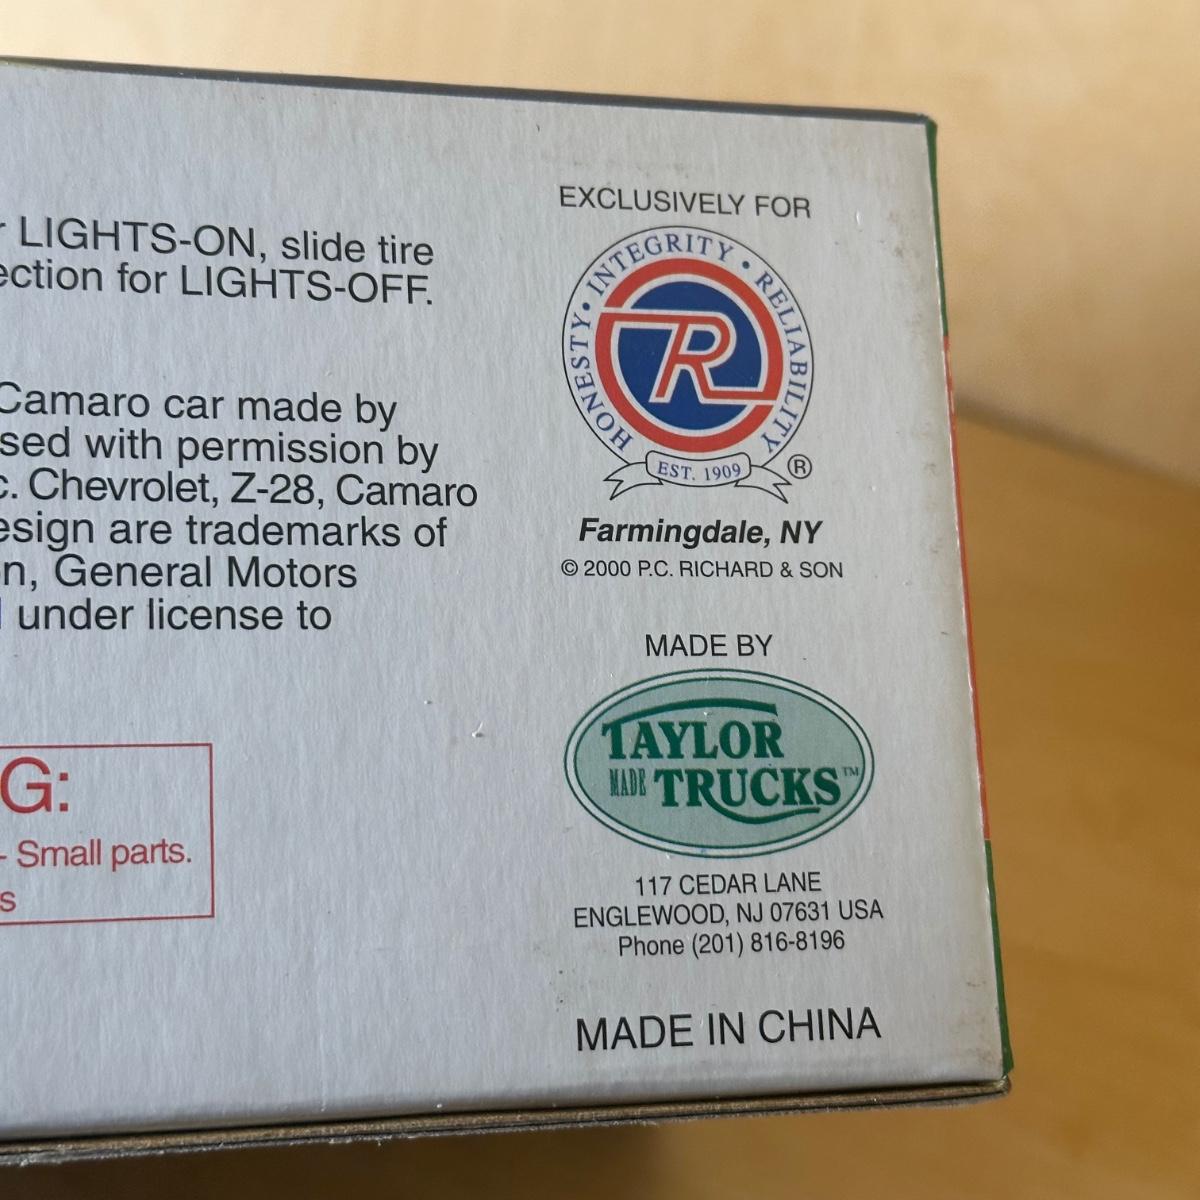 LIGHTS-ON, slide tire
ection for LIGHTS-OFF.
Camaro car made by
sed with permission by
c. Chevrolet, Z-28, Camaro
esign are trademarks of
n, General Motors
under license to
G:
- Small parts.
s
EXCLUSIVELY FOR
HONESTY • INTEGRITY • RELIABILITY
R
EST. 1909 ®
Farmingdale, NY
© 2000 P.C. RICHARD & SON
MADE BY
TAYLOR
MADE TRUCKS™
117 CEDAR LANE
ENGLEWOOD, NJ 07631 USA
Phone (201) 816-8196
MADE IN CHINA